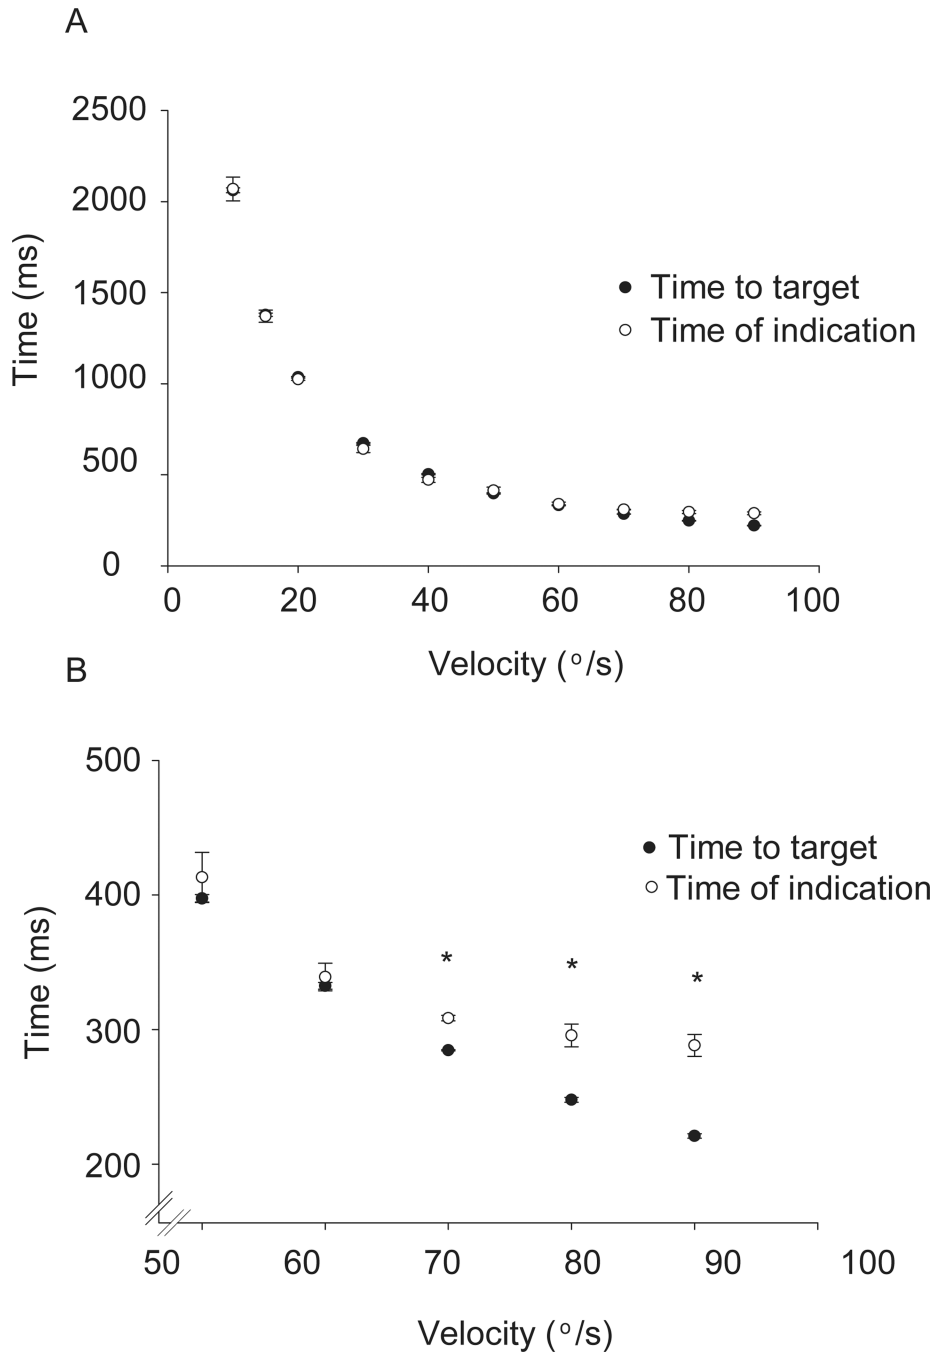 A
2500
2000
1500
1000
500
0
Time (ms)
Time to target
Time of indication
0 20 40 60 80 100
Velocity (°/s)
B
500
400
300
200
Time (ms)
Time to target
Time of indication
* * *
50 60 70 80 90 100
Velocity (°/s)